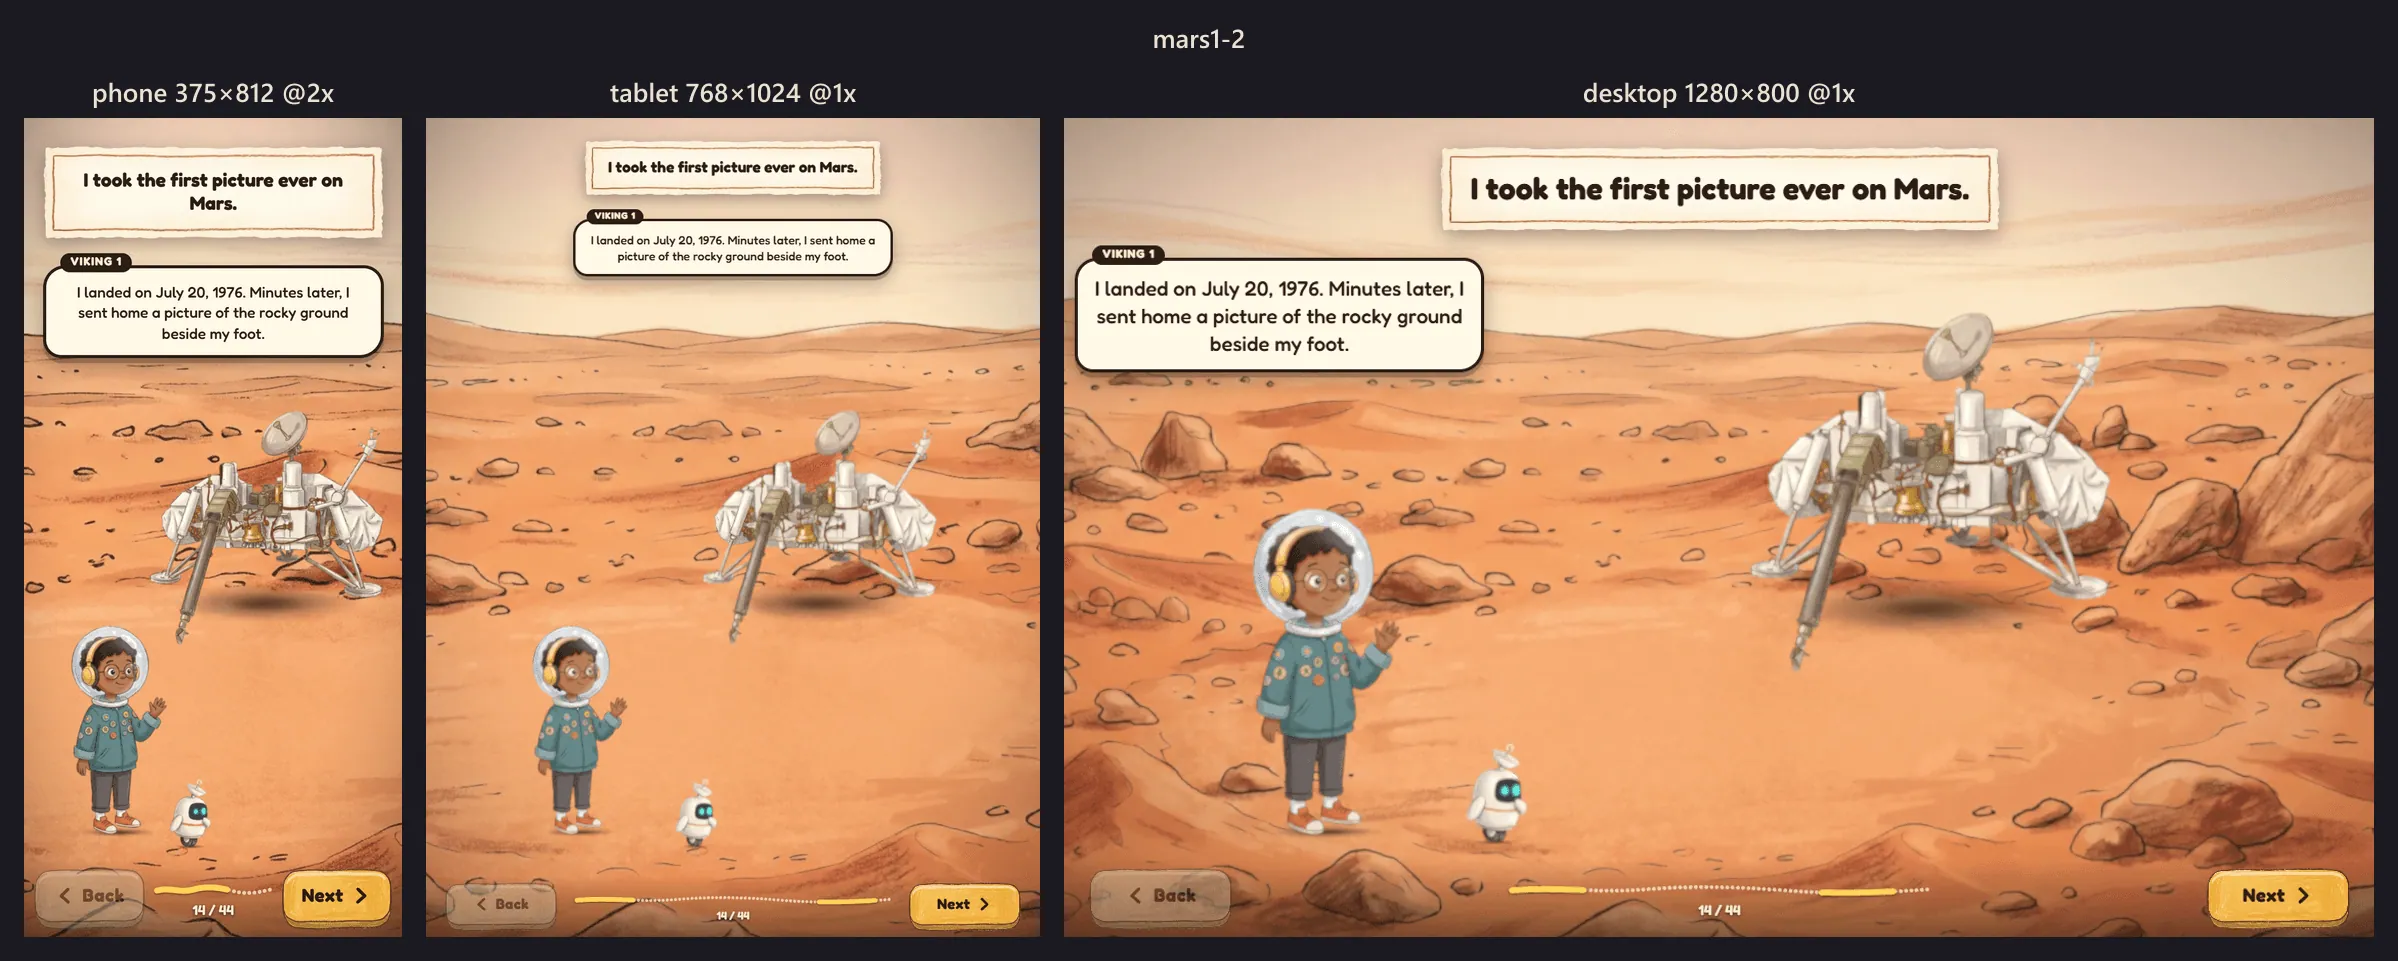 mars1-2
phone 375×812 @2x
I took the first picture ever on
Mars.
VIKING 1
I landed on July 20, 1976. Minutes later, I
sent home a picture of the rocky ground
beside my foot.
Back
14 / 44
Next
tablet 768×1024 @1x
I took the first picture ever on Mars.
VIKING 1
I landed on July 20, 1976. Minutes later, I sent home a
picture of the rocky ground beside my foot.
Back
14 / 44
Next
desktop 1280×800 @1x
I took the first picture ever on Mars.
VIKING 1
I landed on July 20, 1976. Minutes later, I
sent home a picture of the rocky ground
beside my foot.
Back
14 / 44
Next